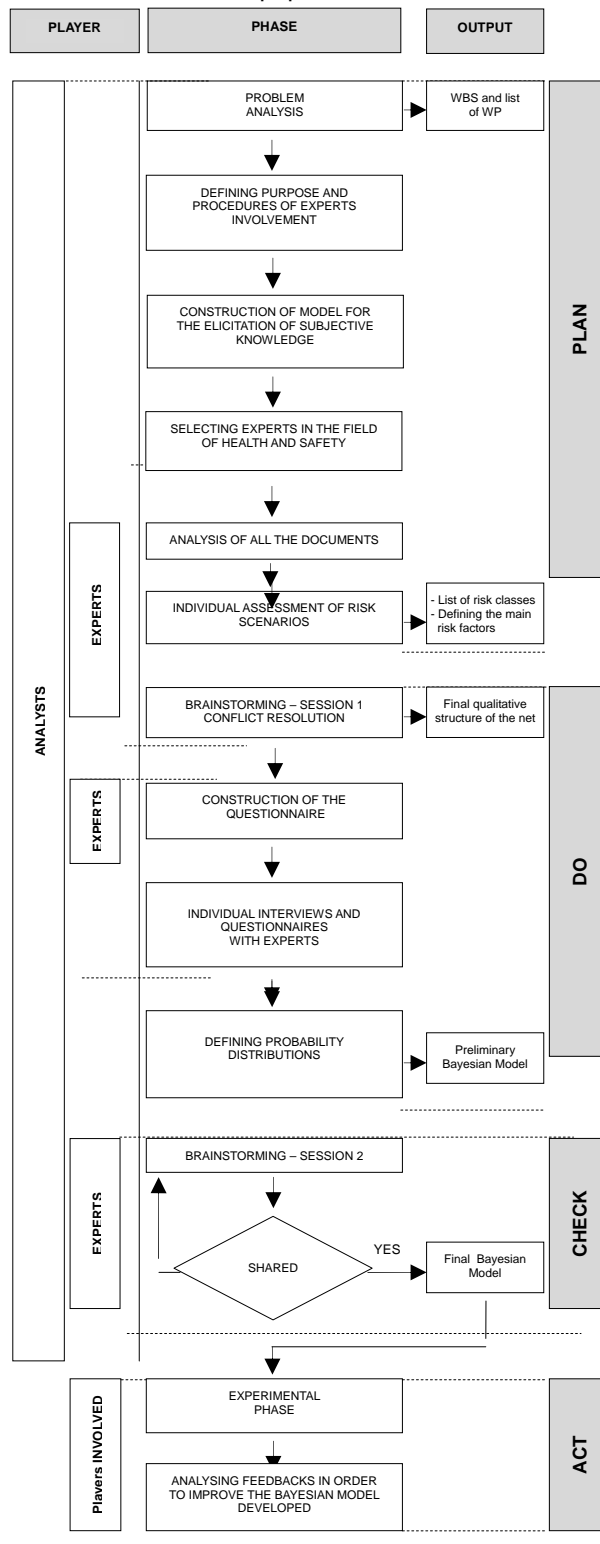 PLAYER
PHASE
OUTPUT
PROBLEM
ANALYSIS
WBS and list
of WP
DEFINING PURPOSE AND
PROCEDURES OF EXPERTS
INVOLVEMENT
CONSTRUCTION OF MODEL FOR
THE ELICITATION OF SUBJECTIVE
KNOWLEDGE
PLAN
SELECTING EXPERTS IN THE FIELD
OF HEALTH AND SAFETY
ANALYSIS OF ALL THE DOCUMENTS
EXPERTS
INDIVIDUAL ASSESSMENT OF RISK
SCENARIOS
- List of risk classes
- Defining the main
risk factors
ANALYSTS
BRAINSTORMING – SESSION 1
CONFLICT RESOLUTION
Final qualitative
structure of the net
EXPERTS
CONSTRUCTION OF THE
QUESTIONNAIRE
DO
INDIVIDUAL INTERVIEWS AND
QUESTIONNAIRES
WITH EXPERTS
DEFINING PROBABILITY
DISTRIBUTIONS
Preliminary
Bayesian Model
EXPERTS
BRAINSTORMING – SESSION 2
CHECK
SHARED
YES
Final Bayesian
Model
Players INVOLVED
EXPERIMENTAL
PHASE
ACT
ANALYSING FEEDBACKS IN ORDER
TO IMPROVE THE BAYESIAN MODEL
DEVELOPED